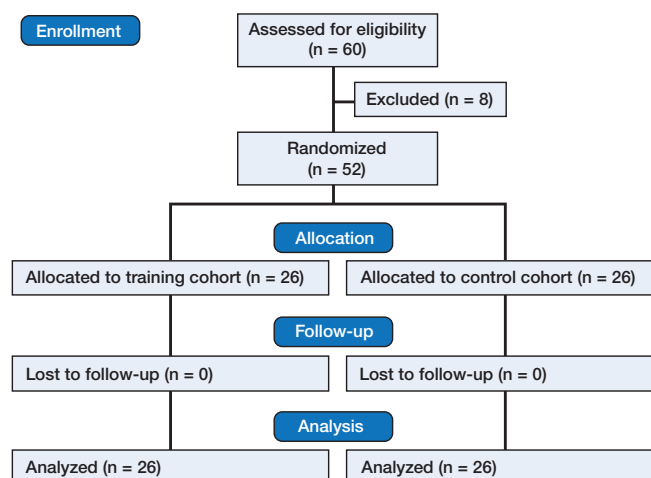 Enrollment
Assessed for eligibility
(n = 60)
Excluded (n = 8)
Randomized
(n = 52)
Allocation
Allocated to training cohort (n = 26)
Allocated to control cohort (n = 26)
Follow-up
Lost to follow-up (n = 0)
Lost to follow-up (n = 0)
Analysis
Analyzed (n = 26)
Analyzed (n = 26)